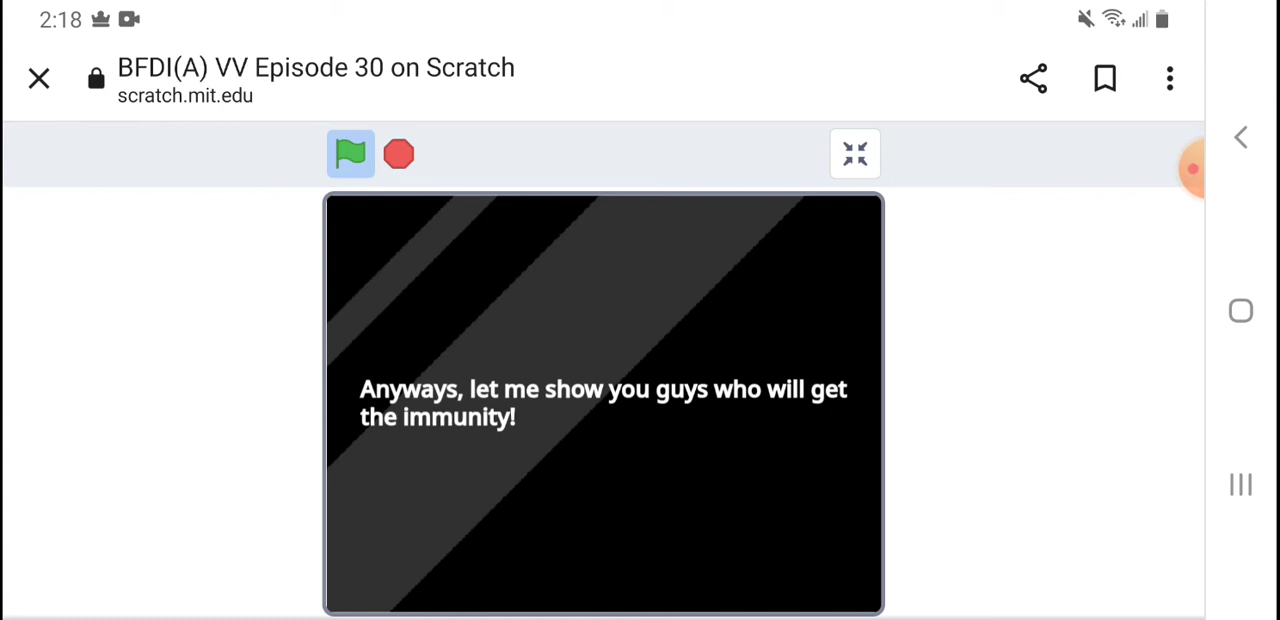 2:18
BFDI(A) VV Episode 30 on Scratch
scratch.mit.edu
Anyways, let me show you guys who will get
the immunity!